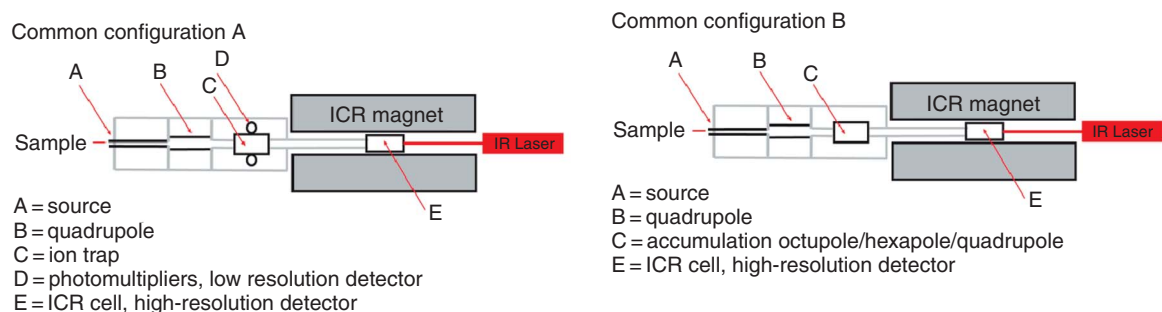 Common configuration A
A
B
D
C
ICR magnet
Sample
IR Laser
E
A = source
B = quadrupole
C = ion trap
D = photomultipliers, low resolution detector
E = ICR cell, high-resolution detector
Common configuration B
A
B
C
ICR magnet
Sample
IR Laser
E
A = source
B = quadrupole
C = accumulation octupole/hexapole/quadrupole
E = ICR cell, high-resolution detector